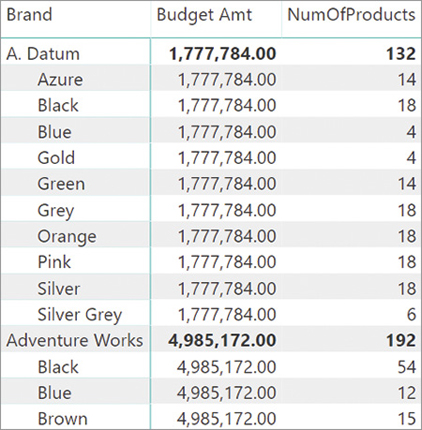 Brand Budget Amt NumOfProducts
A. Datum 1,777,784.00 132
Azure 1,777,784.00 14
Black 1,777,784.00 18
Blue 1,777,784.00 4
Gold 1,777,784.00 4
Green 1,777,784.00 14
Grey 1,777,784.00 18
Orange 1,777,784.00 18
Pink 1,777,784.00 18
Silver 1,777,784.00 18
Silver Grey 1,777,784.00 6
Adventure Works 4,985,172.00 192
Black 4,985,172.00 54
Blue 4,985,172.00 12
Brown 4,985,172.00 15